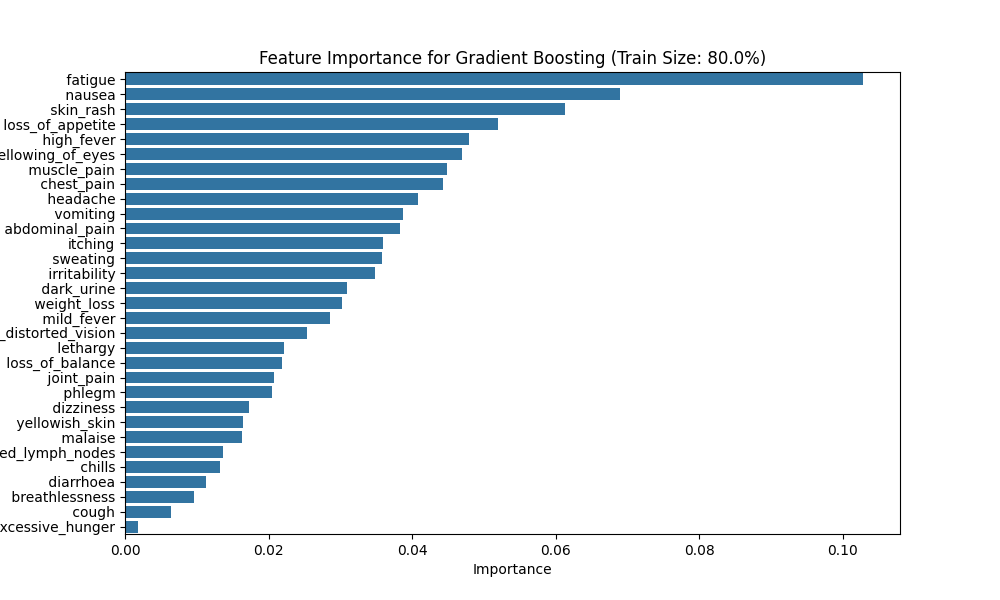 Feature Importance for Gradient Boosting (Train Size: 80.0%)
fatigue
nausea
skin_rash
loss_of_appetite
high_fever
ellowing_of_eyes
muscle_pain
chest_pain
headache
vomiting
abdominal_pain
itching
sweating
irritability
dark_urine
weight_loss
mild_fever
_distorted_vision
lethargy
loss_of_balance
joint_pain
phlegm
dizziness
yellowish_skin
malaise
ed_lymph_nodes
chills
diarrhoea
breathlessness
cough
xcessive_hunger
0.00 0.02 0.04 0.06 0.08 0.10
Importance